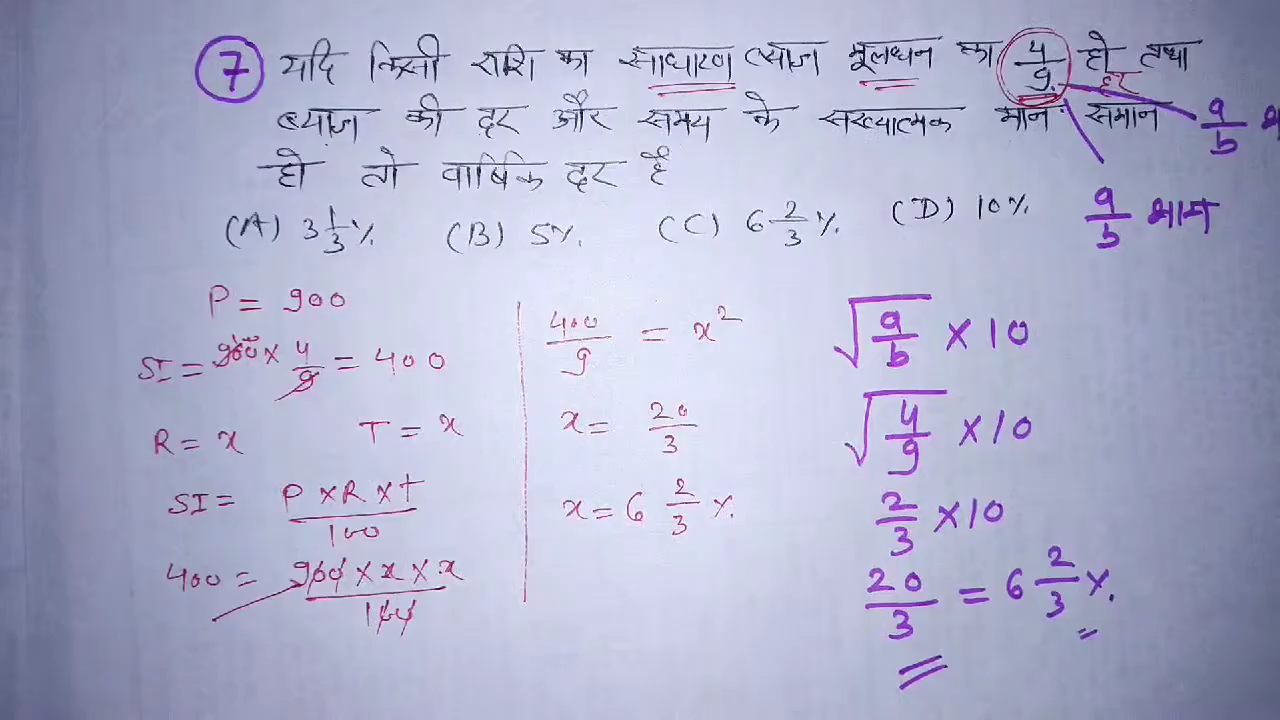 7 यदि किसी राशि का साधारण ब्याज मूलधन का 4/9 हो तथा
हर
ब्याज की दर और समय के संख्यात्मक मान समान
a/b
हो तो वार्षिक दर है
(A) 3 1/3 %. (B) 5%. (C) 6 2/3 %. (D) 10%.
a/b भाग
P = 900
SI = 900 × 4/9 = 400
R = x T = x
SI = P × R × t / 100
400 = 900 × x × x / 100
400/9 = x²
x = 20/3
x = 6 2/3 %.
√a/b × 10
√4/9 × 10
2/3 × 10
20/3 = 6 2/3 %.